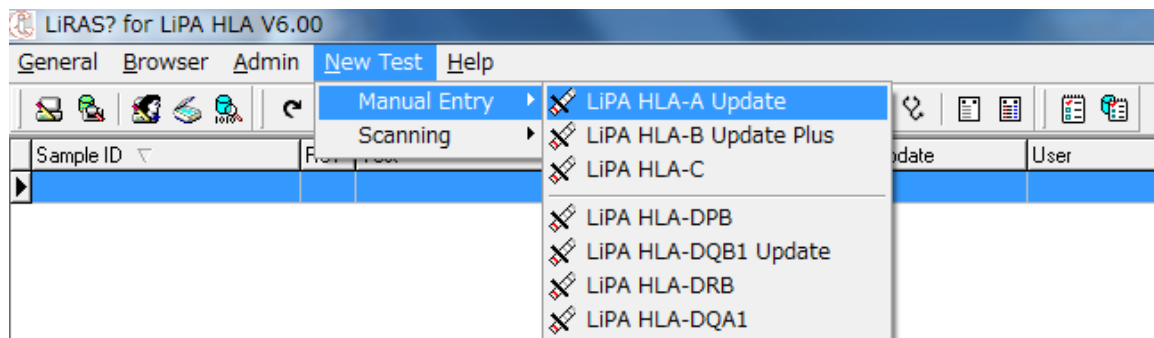 LiRAS? for LiPA HLA V6.00
General Browser Admin New Test Help
Manual Entry
Scanning
LiPA HLA-A Update
LiPA HLA-B Update Plus
LiPA HLA-C
LiPA HLA-DPB
LiPA HLA-DQB1 Update
LiPA HLA-DRB
LiPA HLA-DQA1
Sample ID
pdate User